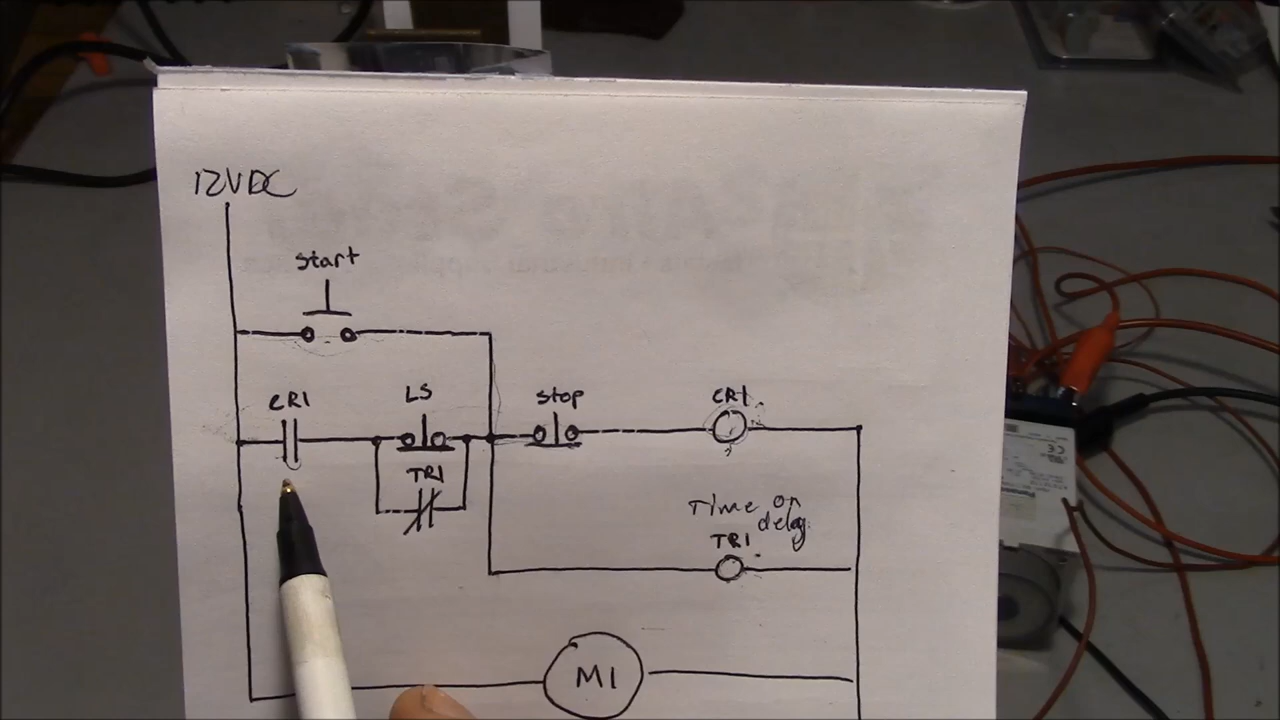 12VDC
Start
CR1
LS
Stop
CR1
TR1
Time on
delay
TR1
M1